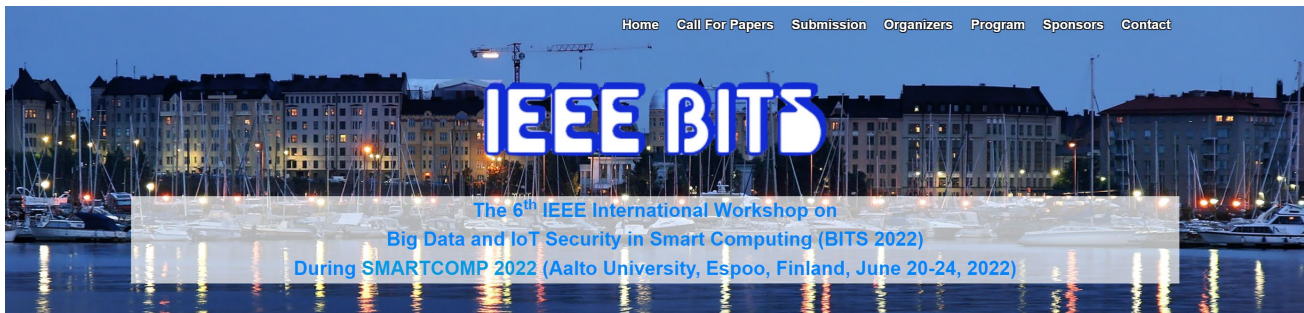 Home Call For Papers Submission Organizers Program Sponsors Contact
IEEE BITS
The 6th IEEE International Workshop on
Big Data and IoT Security in Smart Computing (BITS 2022)
During SMARTCOMP 2022 (Aalto University, Espoo, Finland, June 20-24, 2022)